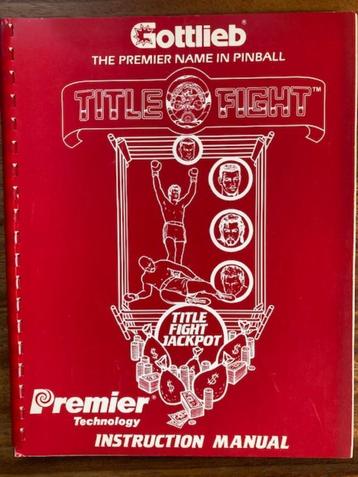 Gottlieb®
THE PREMIER NAME IN PINBALL
TITLE FIGHT™
TITLE
FIGHT
JACKPOT
$
$
$
$
Premier®
Technology
INSTRUCTION MANUAL